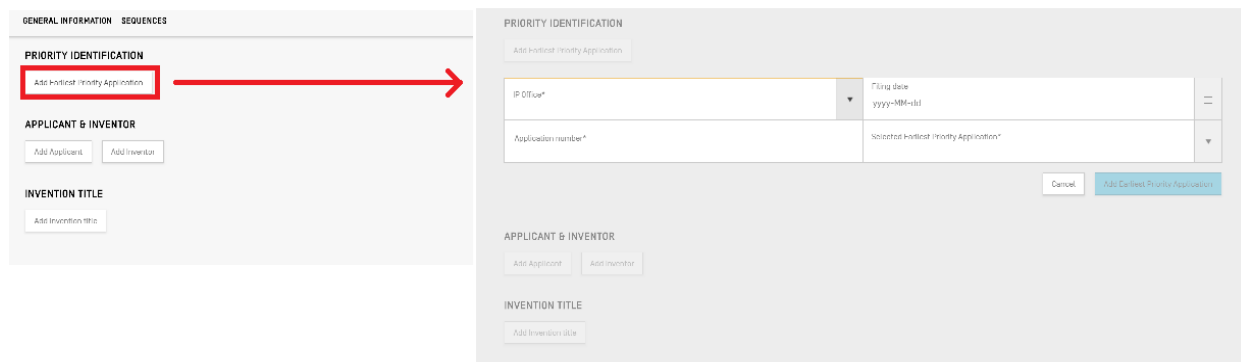 GENERAL INFORMATION SEQUENCES
PRIORITY IDENTIFICATION
Add Earliest Priority Application
APPLICANT & INVENTOR
Add Applicant Add Inventor
INVENTION TITLE
Add Invention title
PRIORITY IDENTIFICATION
Add Earliest Priority Application
IP Office* Filing date
yyyy-MM-dd
Application number* Selected Earliest Priority Application*
Cancel Add Earliest Priority Application
APPLICANT & INVENTOR
Add Applicant Add Inventor
INVENTION TITLE
Add Invention title